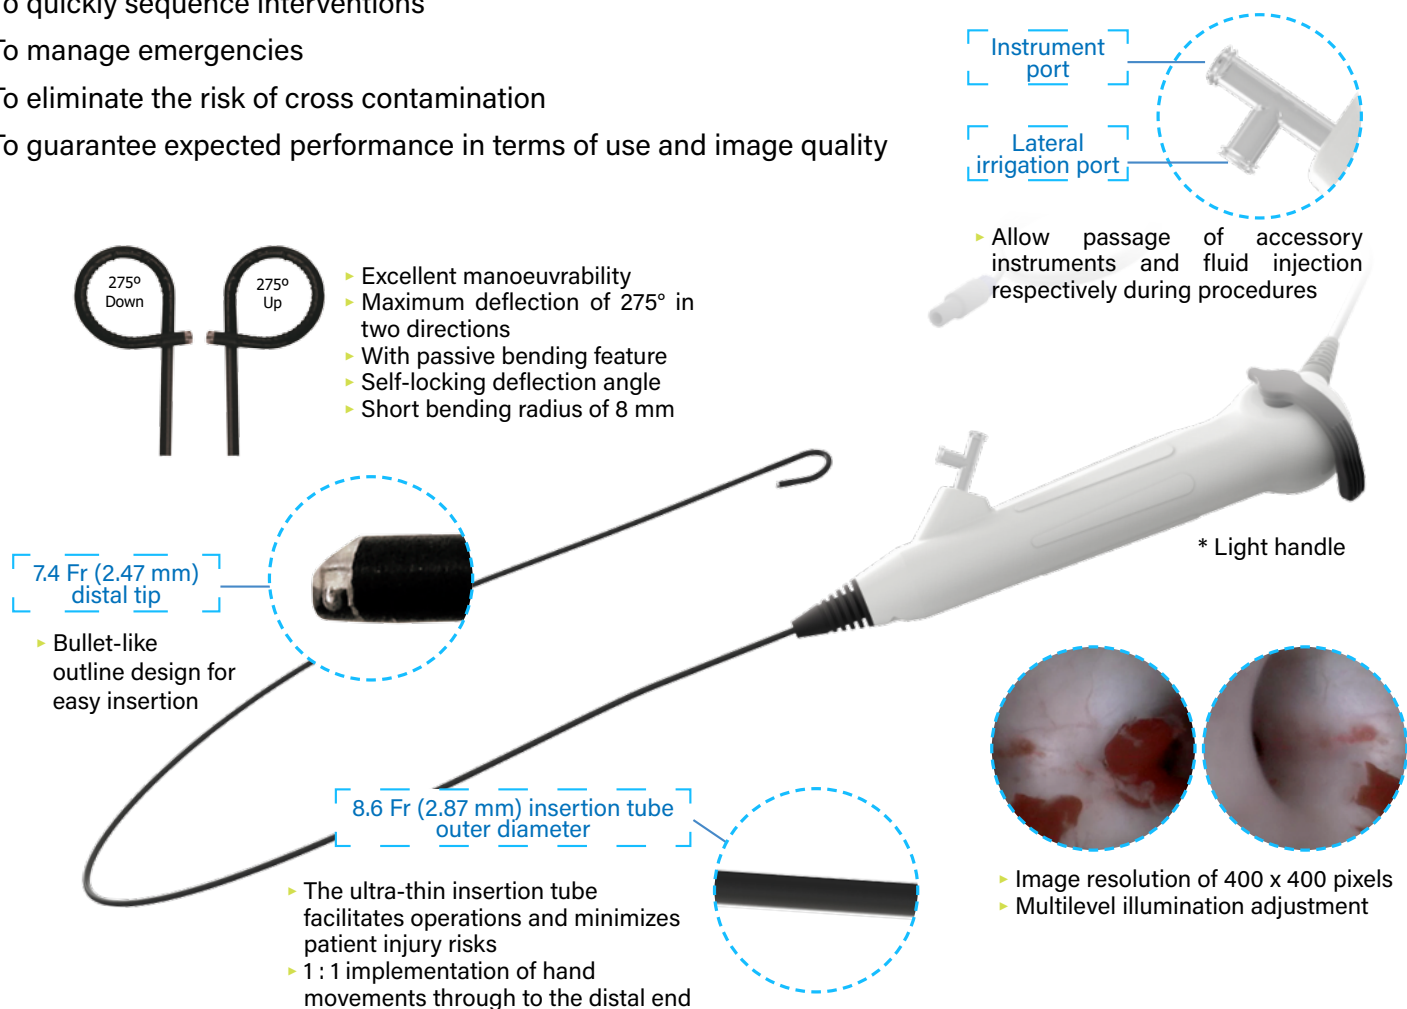 To quickly sequence interventions
To manage emergencies
To eliminate the risk of cross contamination
To guarantee expected performance in terms of use and image quality
Instrument
port
Lateral
irrigation port
▸ Allow passage of accessory
instruments and fluid injection
respectively during procedures
275º
Down
275º
Up
▸ Excellent manoeuvrability
▸ Maximum deflection of 275° in
two directions
▸ With passive bending feature
▸ Self-locking deflection angle
▸ Short bending radius of 8 mm
* Light handle
7.4 Fr (2.47 mm)
distal tip
▸ Bullet-like
outline design for
easy insertion
8.6 Fr (2.87 mm) insertion tube
outer diameter
▸ The ultra-thin insertion tube
facilitates operations and minimizes
patient injury risks
▸ 1 : 1 implementation of hand
movements through to the distal end
▸ Image resolution of 400 x 400 pixels
▸ Multilevel illumination adjustment